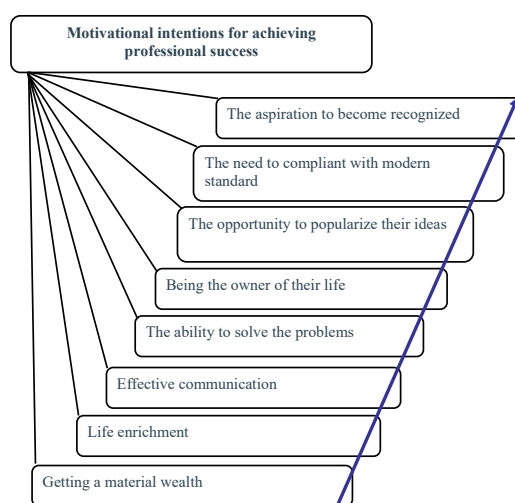 Motivational intentions for achieving
professional success
The aspiration to become recognized
The need to compliant with modern
standard
The opportunity to popularize their ideas
Being the owner of their life
The ability to solve the problems
Effective communication
Life enrichment
Getting a material wealth